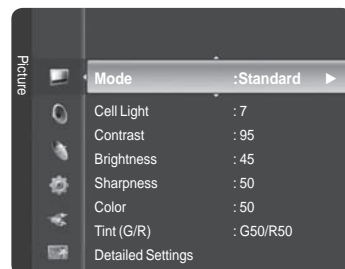 Picture
Mode :Standard ►
Cell Light : 7
Contrast : 95
Brightness : 45
Sharpness : 50
Color : 50
Tint (G/R) : G50/R50
Detailed Settings